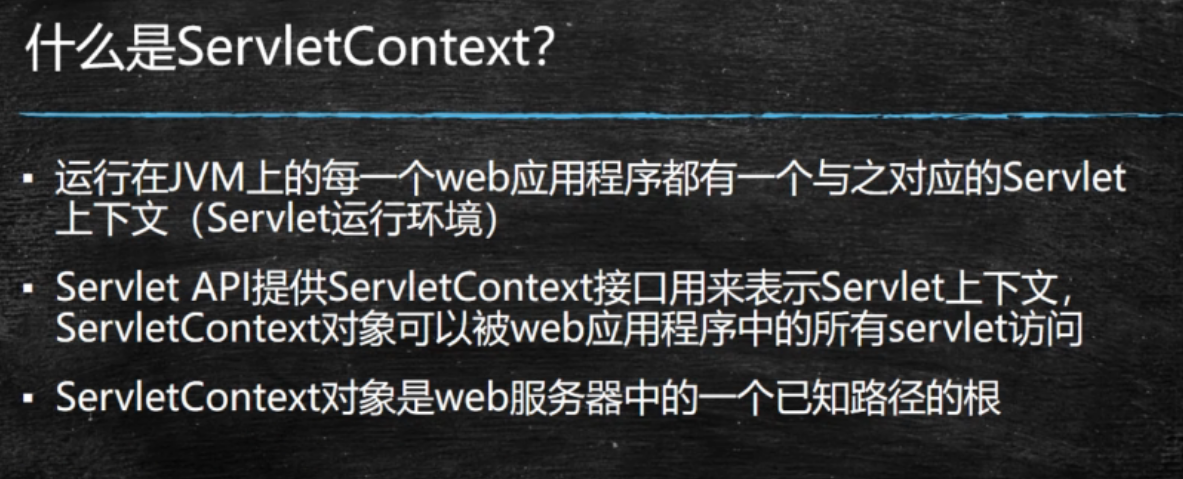 什么是ServletContext?
▪ 运行在JVM上的每一个web应用程序都有一个与之对应的Servlet
上下文（Servlet运行环境）
▪ Servlet API提供ServletContext接口用来表示Servlet上下文，
ServletContext对象可以被web应用程序中的所有servlet访问
▪ ServletContext对象是web服务器中的一个已知路径的根